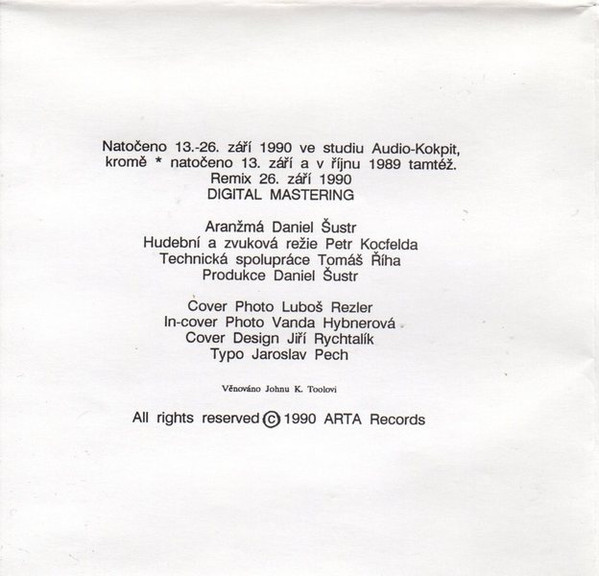 Natočeno 13.-26. září 1990 ve studiu Audio-Kokpit,
kromě * natočeno 13. září a v říjnu 1989 tamtéž.
Remix 26. září 1990
DIGITAL MASTERING
Aranžmá Daniel Šustr
Hudební a zvuková režie Petr Kocfelda
Technická spolupráce Tomáš Říha
Produkce Daniel Šustr
Cover Photo Luboš Rezler
In-cover Photo Vanda Hybnerová
Cover Design Jiří Rychtalík
Typo Jaroslav Pech
Věnováno Johnu K. Toolovi
All rights reserved © 1990 ARTA Records